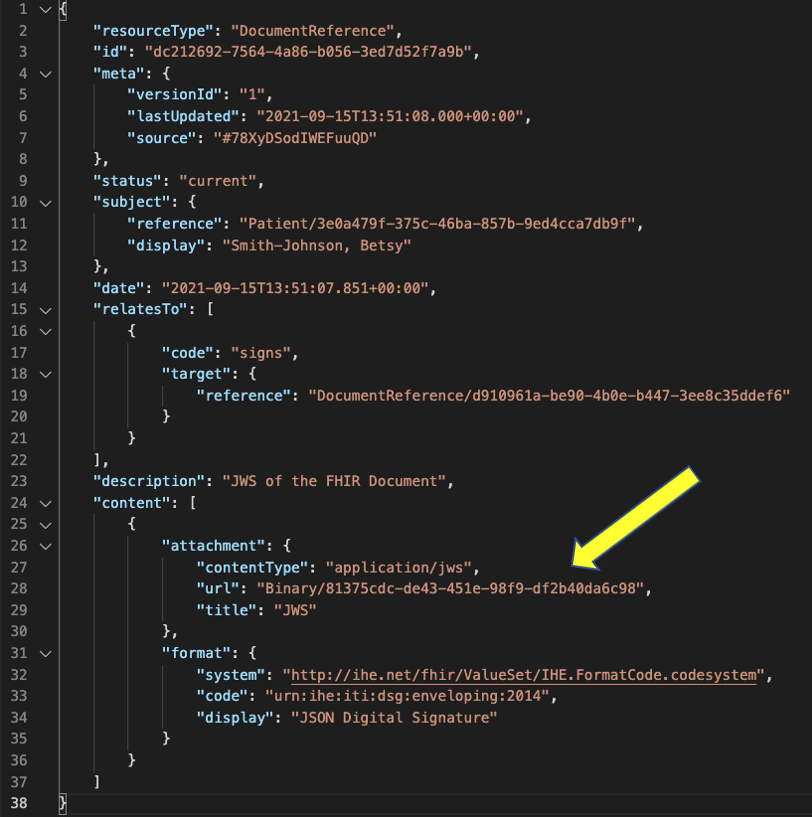 1 {
2 "resourceType": "DocumentReference",
3 "id": "dc212692-7564-4a86-b056-3ed7d52f7a9b",
4 "meta": {
5 "versionId": "1",
6 "lastUpdated": "2021-09-15T13:51:08.000+00:00",
7 "source": "#78XyDSodIWEFuuQD"
8 },
9 "status": "current",
10 "subject": {
11 "reference": "Patient/3e0a479f-375c-46ba-857b-9ed4cca7db9f",
12 "display": "Smith-Johnson, Betsy"
13 },
14 "date": "2021-09-15T13:51:07.851+00:00",
15 "relatesTo": [
16 {
17 "code": "signs",
18 "target": {
19 "reference": "DocumentReference/d910961a-be90-4b0e-b447-3ee8c35ddef6"
20 }
21 }
22 ],
23 "description": "JWS of the FHIR Document",
24 "content": [
25 {
26 "attachment": {
27 "contentType": "application/jws",
28 "url": "Binary/81375cdc-de43-451e-98f9-df2b40da6c98",
29 "title": "JWS"
30 },
31 "format": {
32 "system": "http://ihe.net/fhir/ValueSet/IHE.FormatCode.codesystem",
33 "code": "urn:ihe:iti:dsg:enveloping:2014",
34 "display": "JSON Digital Signature"
35 }
36 }
37 ]
38 }